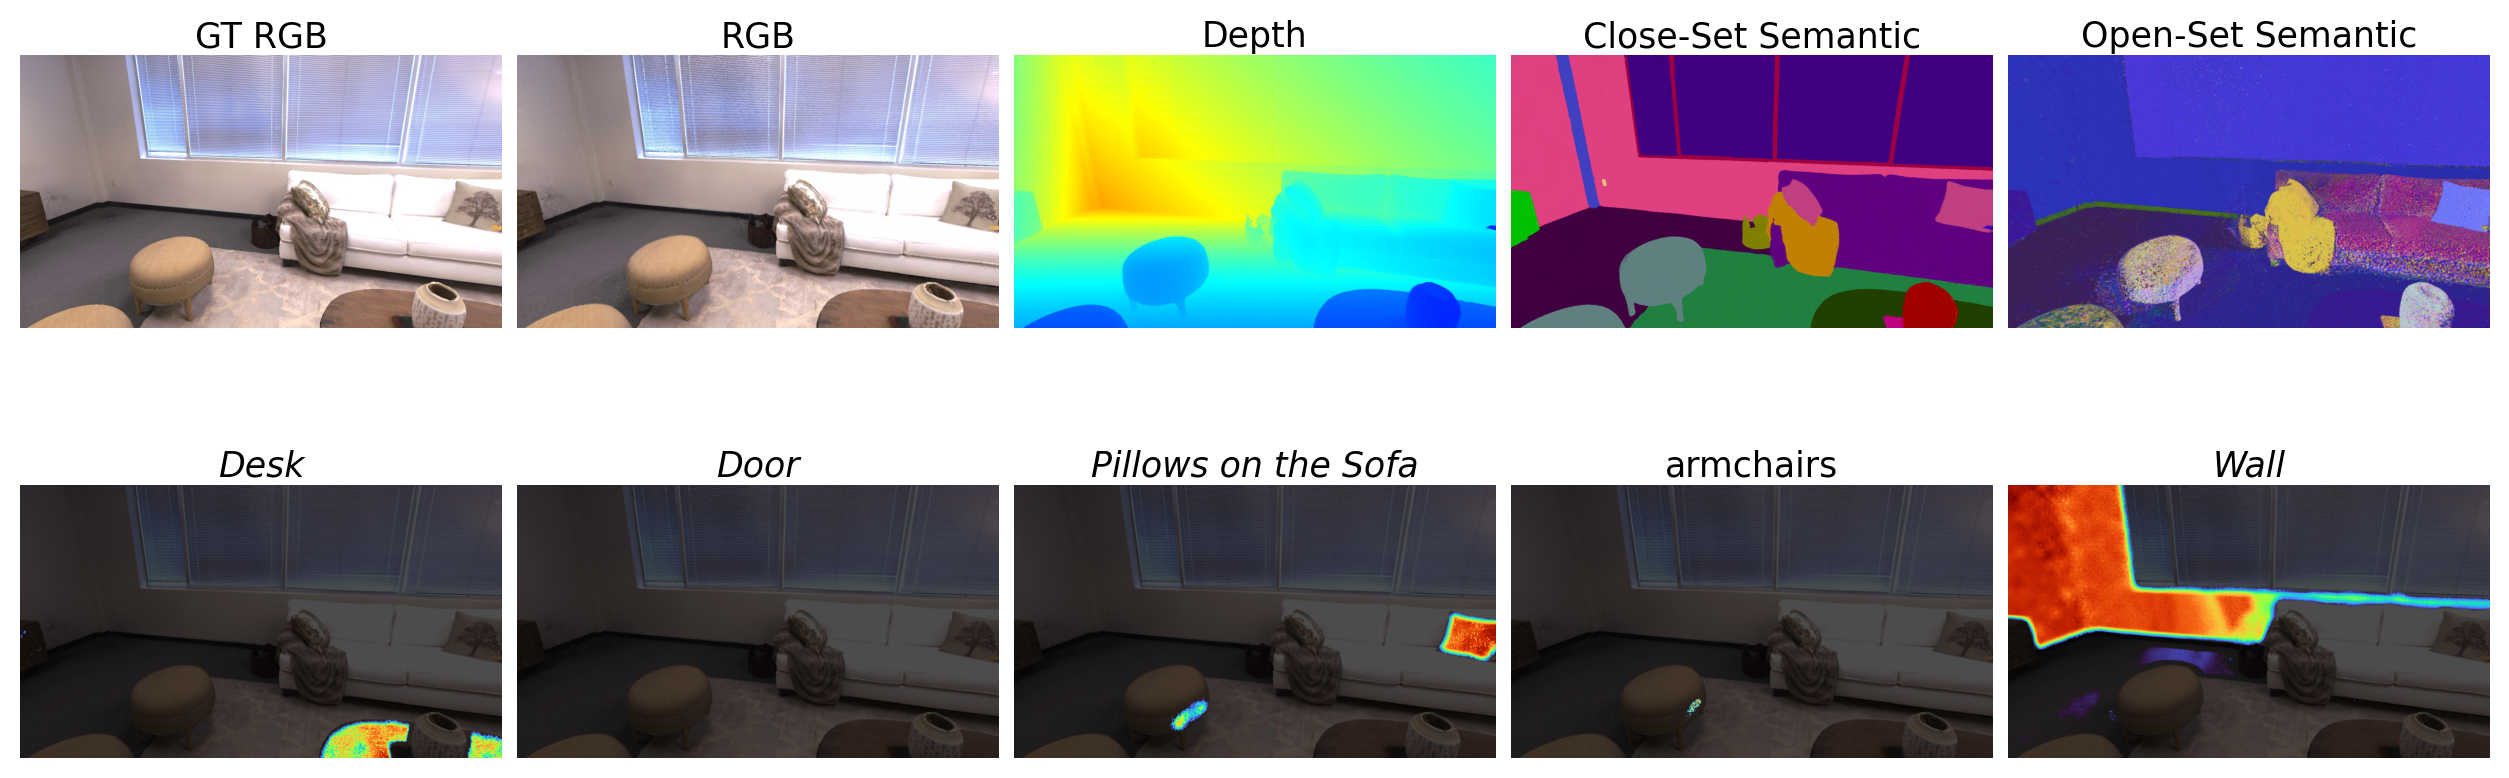 GT RGB
RGB
Depth
Close-Set Semantic
Open-Set Semantic
Desk
Door
Pillows on the Sofa
armchairs
Wall